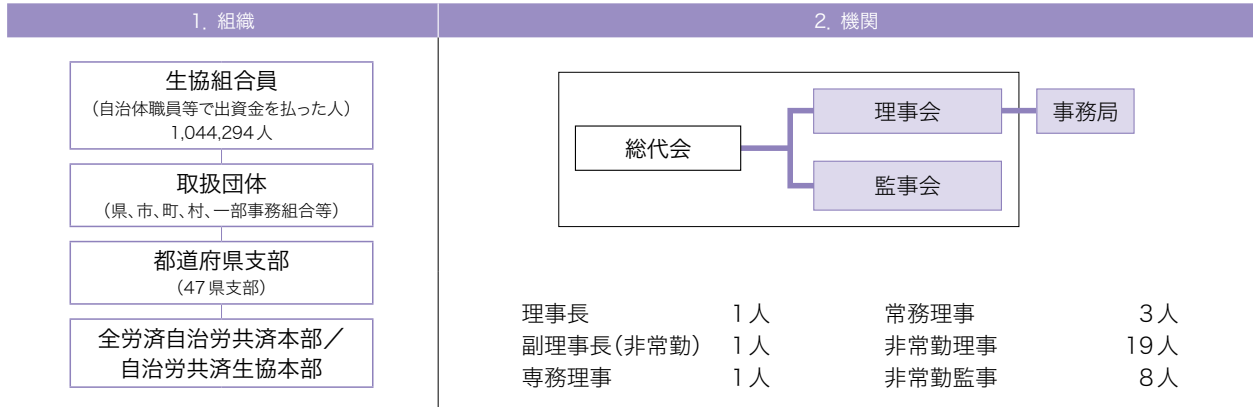 1. 組織
生協組合員
（自治体職員等で出資金を払った人）
1,044,294人
取扱団体
（県、市、町、村、一部事務組合等）
都道府県支部
（47県支部）
全労済自治労共済本部／
自治労共済生協本部
2. 機関
総代会
理事会
監事会
事務局
理事長 1人
副理事長（非常勤） 1人
専務理事 1人
常務理事 3人
非常勤理事 19人
非常勤監事 8人